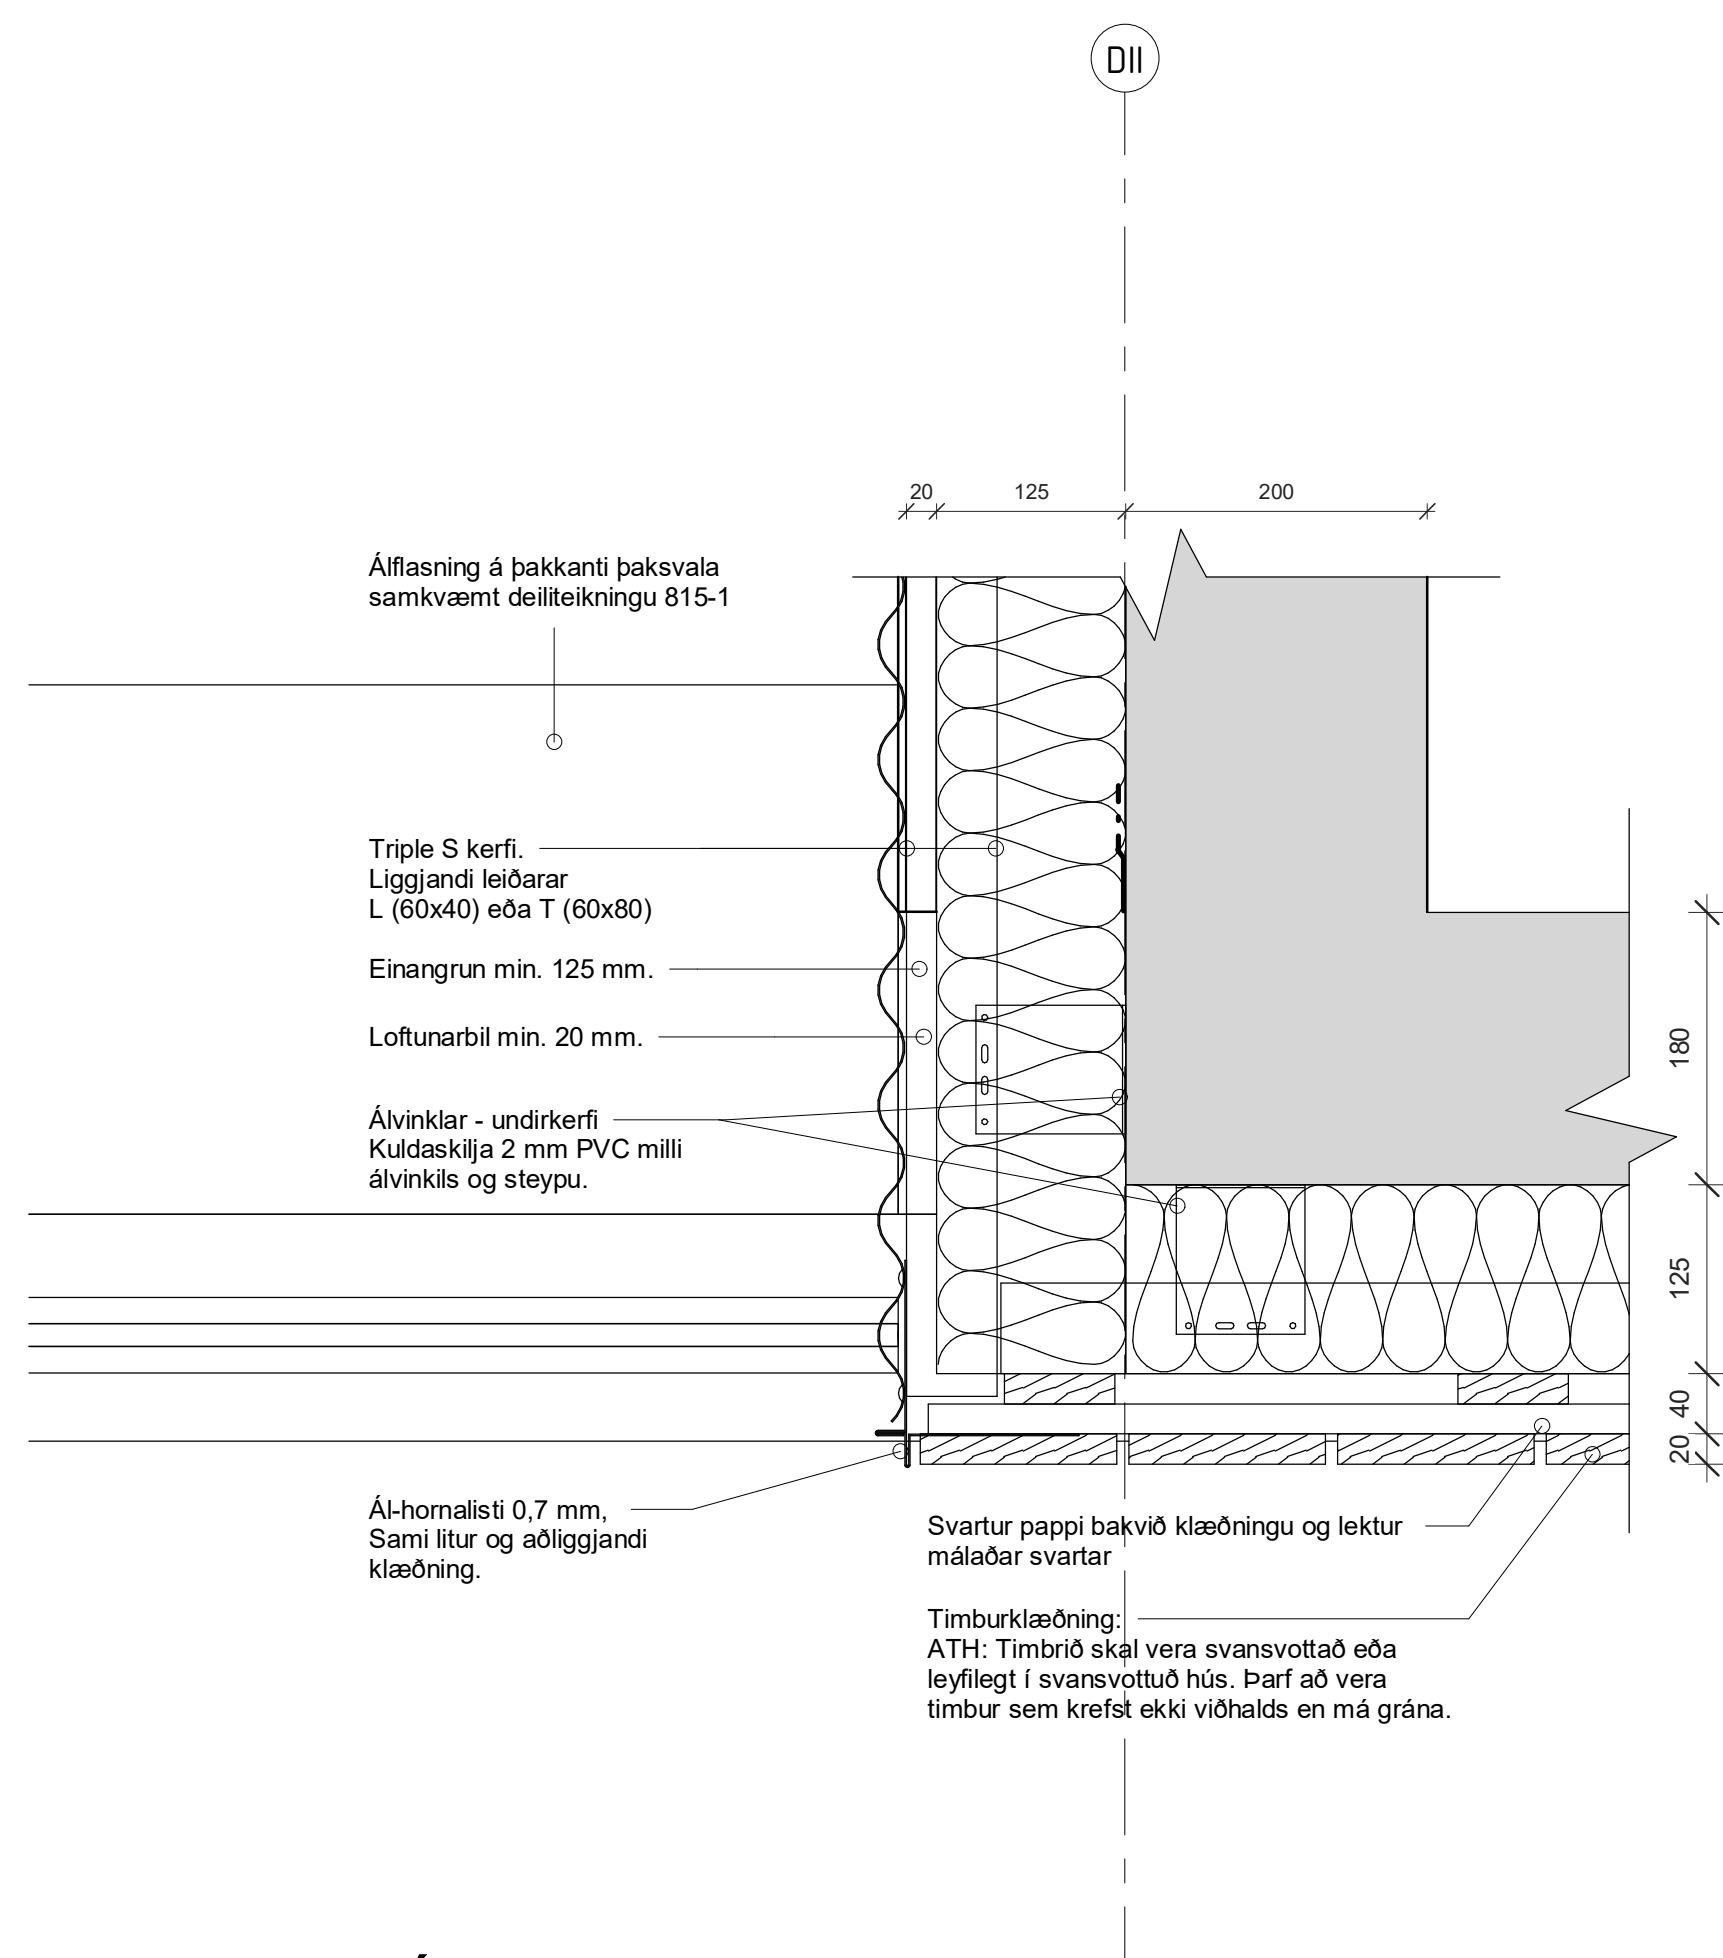 DII
20
125
200
Álflasning á þakkanti þaksvala
samkvæmt deiliteikningu 815-1
Triple S kerfi.
Liggjandi leiðarar
L (60x40) eða T (60x80)
Einangrun min. 125 mm.
Loftunarbil min. 20 mm.
Álvinklar - undirkerfi
Kuldaskilja 2 mm PVC milli
álvinkils og steypu.
180
125
40
20
Ál-hornalisti 0,7 mm,
Sami litur og aðliggjandi
klæðning.
Svartur pappi bakvið klæðningu og lektur
málaðar svartar
Timburklæðning:
ATH: Timbrið skal vera svansvottað eða
leyfilegt í svansvottuð hús. Þarf að vera
timbur sem krefst ekki viðhalds en má grána.